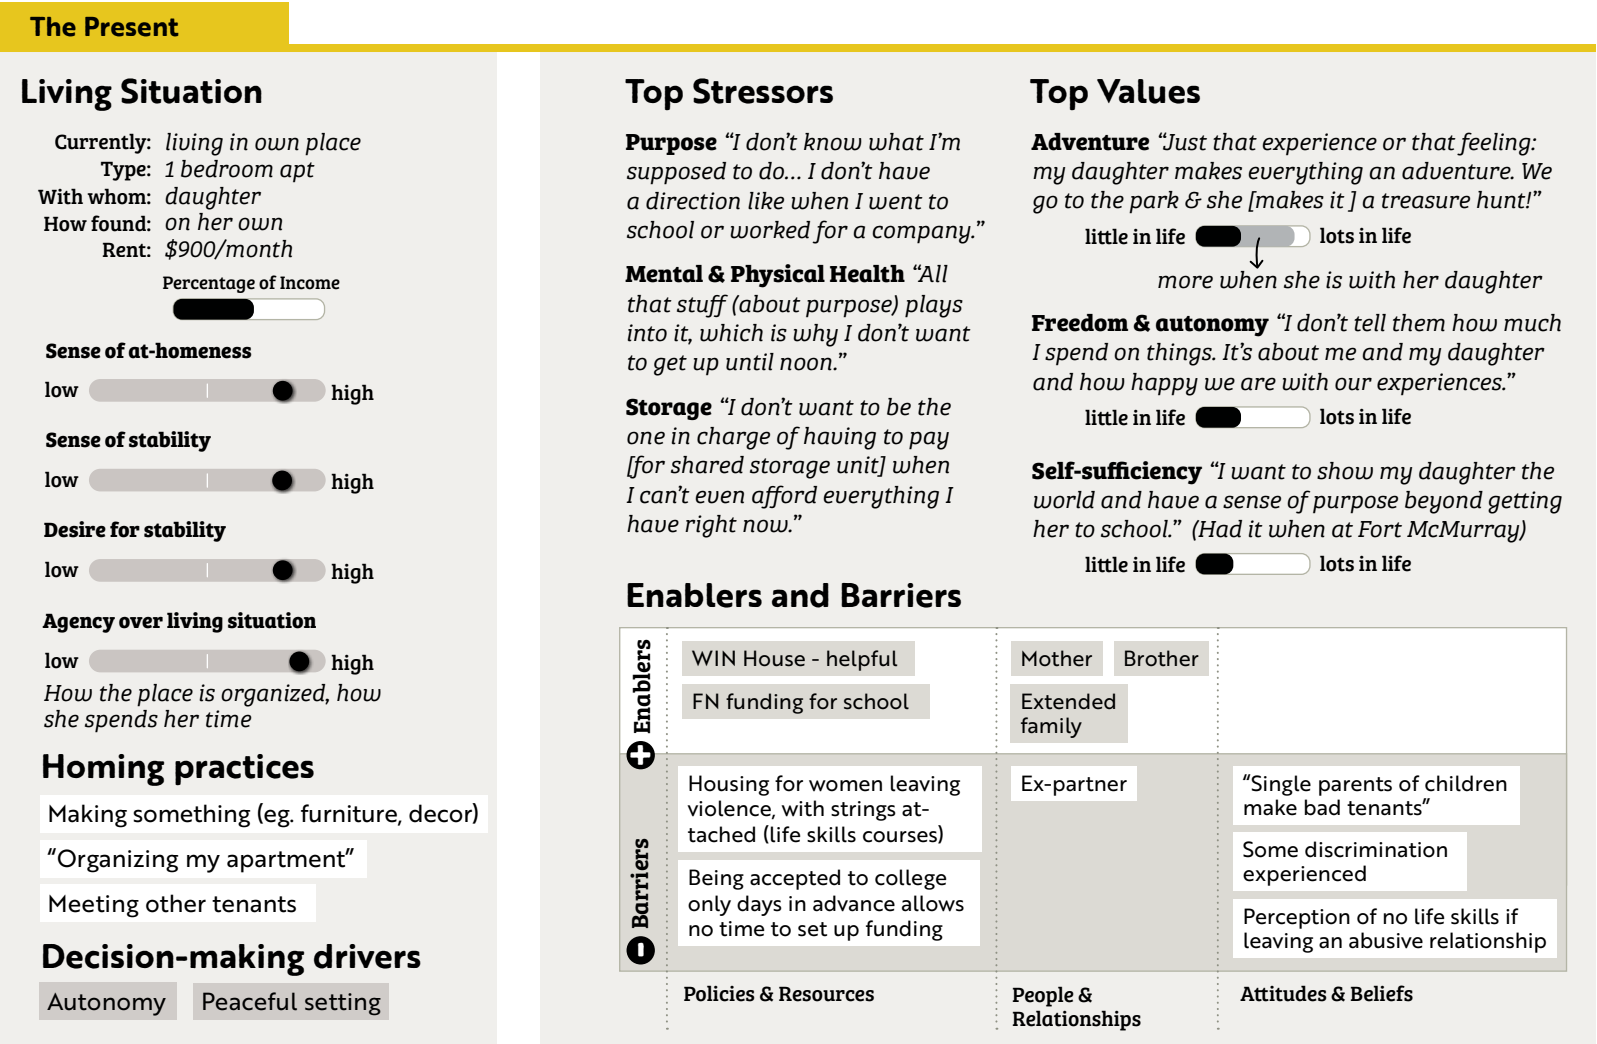 The Present
Living Situation
Currently: living in own place
Type: 1 bedroom apt
With whom: daughter
How found: on her own
Rent: $900/month
Percentage of Income
Sense of at-homeness
low high
Sense of stability
low high
Desire for stability
low high
Agency over living situation
low high
How the place is organized, how
she spends her time
Homing practices
Making something (eg. furniture, decor)
“Organizing my apartment”
Meeting other tenants
Decision-making drivers
Autonomy Peaceful setting
Top Stressors
Purpose “I don’t know what I’m
supposed to do... I don’t have
a direction like when I went to
school or worked for a company.”
Mental & Physical Health “All
that stuff (about purpose) plays
into it, which is why I don’t want
to get up until noon.”
Storage “I don’t want to be the
one in charge of having to pay
[for shared storage unit] when
I can’t even afford everything I
have right now.”
Top Values
Adventure “Just that experience or that feeling:
my daughter makes everything an adventure. We
go to the park & she [makes it ] a treasure hunt!”
little in life lots in life
more when she is with her daughter
Freedom & autonomy “I don’t tell them how much
I spend on things. It’s about me and my daughter
and how happy we are with our experiences.”
little in life lots in life
Self-sufficiency “I want to show my daughter the
world and have a sense of purpose beyond getting
her to school.” (Had it when at Fort McMurray)
little in life lots in life
Enablers and Barriers
Enablers
WIN House - helpful
FN funding for school
Mother Brother
Extended
family
Barriers
Housing for women leaving
violence, with strings at-
tached (life skills courses)
Being accepted to college
only days in advance allows
no time to set up funding
Ex-partner
“Single parents of children
make bad tenants”
Some discrimination
experienced
Perception of no life skills if
leaving an abusive relationship
Policies & Resources
People &
Relationships
Attitudes & Beliefs